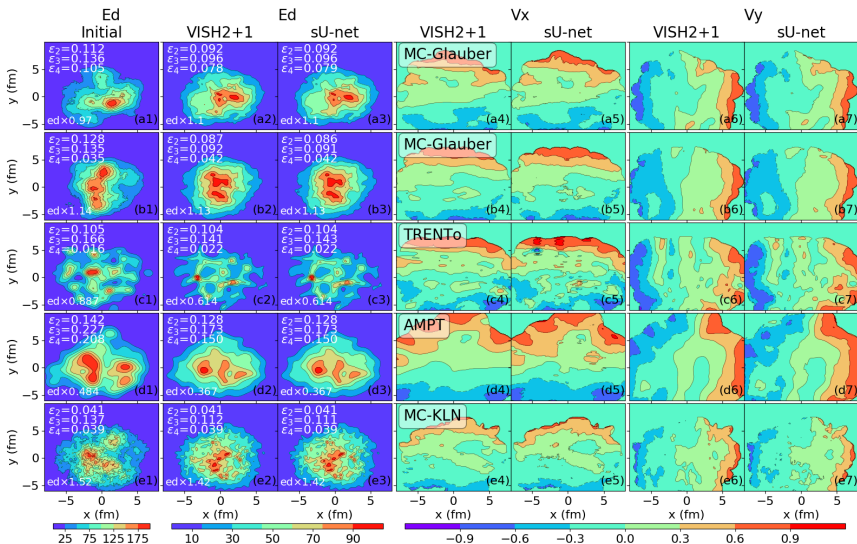 Ed Ed Vx Vy
Initial VISH2+1 sU-net VISH2+1 sU-net VISH2+1 sU-net
ε2=0.112 ε2=0.092 ε2=0.092 MC-Glauber
ε3=0.136 ε3=0.096 ε3=0.096
ε4=0.105 ε4=0.078 ε4=0.079
y (fm) 5 0 −5
ed×0.97 (a1) ed×1.1 (a2) ed×1.1 (a3) (a4) (a5) (a6) (a7)
ε2=0.128 ε2=0.087 ε2=0.086 MC-Glauber
ε3=0.135 ε3=0.090 ε3=0.091
ε4=0.035 ε4=0.042 ε4=0.042
y (fm) 5 0 −5
ed×1.14 (b1) ed×1.13 (b2) ed×1.13 (b3) (b4) (b5) (b6) (b7)
ε2=0.105 ε2=0.104 ε2=0.104 TRENTo
ε3=0.166 ε3=0.141 ε3=0.143
ε4=0.016 ε4=0.022 ε4=0.022
y (fm) 5 0 −5
ed×0.887 (c1) ed×0.614 (c2) ed×0.614 (c3) (c4) (c5) (c6) (c7)
ε2=0.142 ε2=0.128 ε2=0.128 AMPT
ε3=0.227 ε3=0.173 ε3=0.173
ε4=0.208 ε4=0.150 ε4=0.150
y (fm) 5 0 −5
ed×0.484 (d1) ed×0.367 (d2) ed×0.367 (d3) (d4) (d5) (d6) (d7)
ε2=0.041 ε2=0.041 ε2=0.041 MC-KLN
ε3=0.137 ε3=0.112 ε3=0.111
ε4=0.039 ε4=0.039 ε4=0.039
y (fm) 5 0 −5
ed×1.52 (e1) ed×1.42 (e2) ed×1.42 (e3) (e4) (e5) (e6) (e7)
−5 0 5 −5 0 5 −5 0 5 −5 0 5 −5 0 5 −5 0 5 −5 0 5
x (fm) x (fm) x (fm) x (fm) x (fm) x (fm) x (fm)
25 75 125 175 10 30 50 70 90 −0.9 −0.6 −0.3 0.0 0.3 0.6 0.9